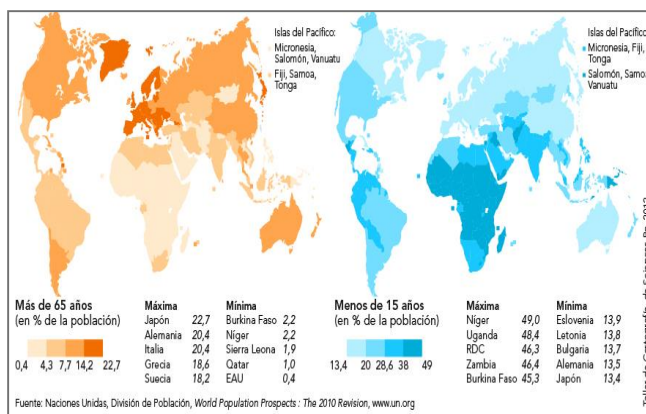 Islas del Pacífico:
Micronesia,
Salomón, Vanuatu
Fiji, Samoa,
Tonga
Islas del Pacífico:
Micronesia, Fiji,
Tonga
Salomón, Samoa,
Vanuatu
Más de 65 años
(en % de la población)
0,4 4,3 7,7 14,2 22,7
Máxima
Japón 22,7
Alemania 20,4
Italia 20,4
Grecia 18,6
Suecia 18,2
Mínima
Burkina Faso 2,2
Níger 2,2
Sierra Leona 1,9
Qatar 1,0
EAU 0,4
Menos de 15 años
(en % de la población)
13,4 20 28,6 38 49
Máxima
Níger 49,0
Uganda 48,4
RDC 46,3
Zambia 46,4
Burkina Faso 45,3
Mínima
Eslovenia 13,9
Letonia 13,8
Bulgaria 13,7
Alemania 13,5
Japón 13,4
Fuente: Naciones Unidas, División de Población, World Population Prospects : The 2010 Revision, www.un.org